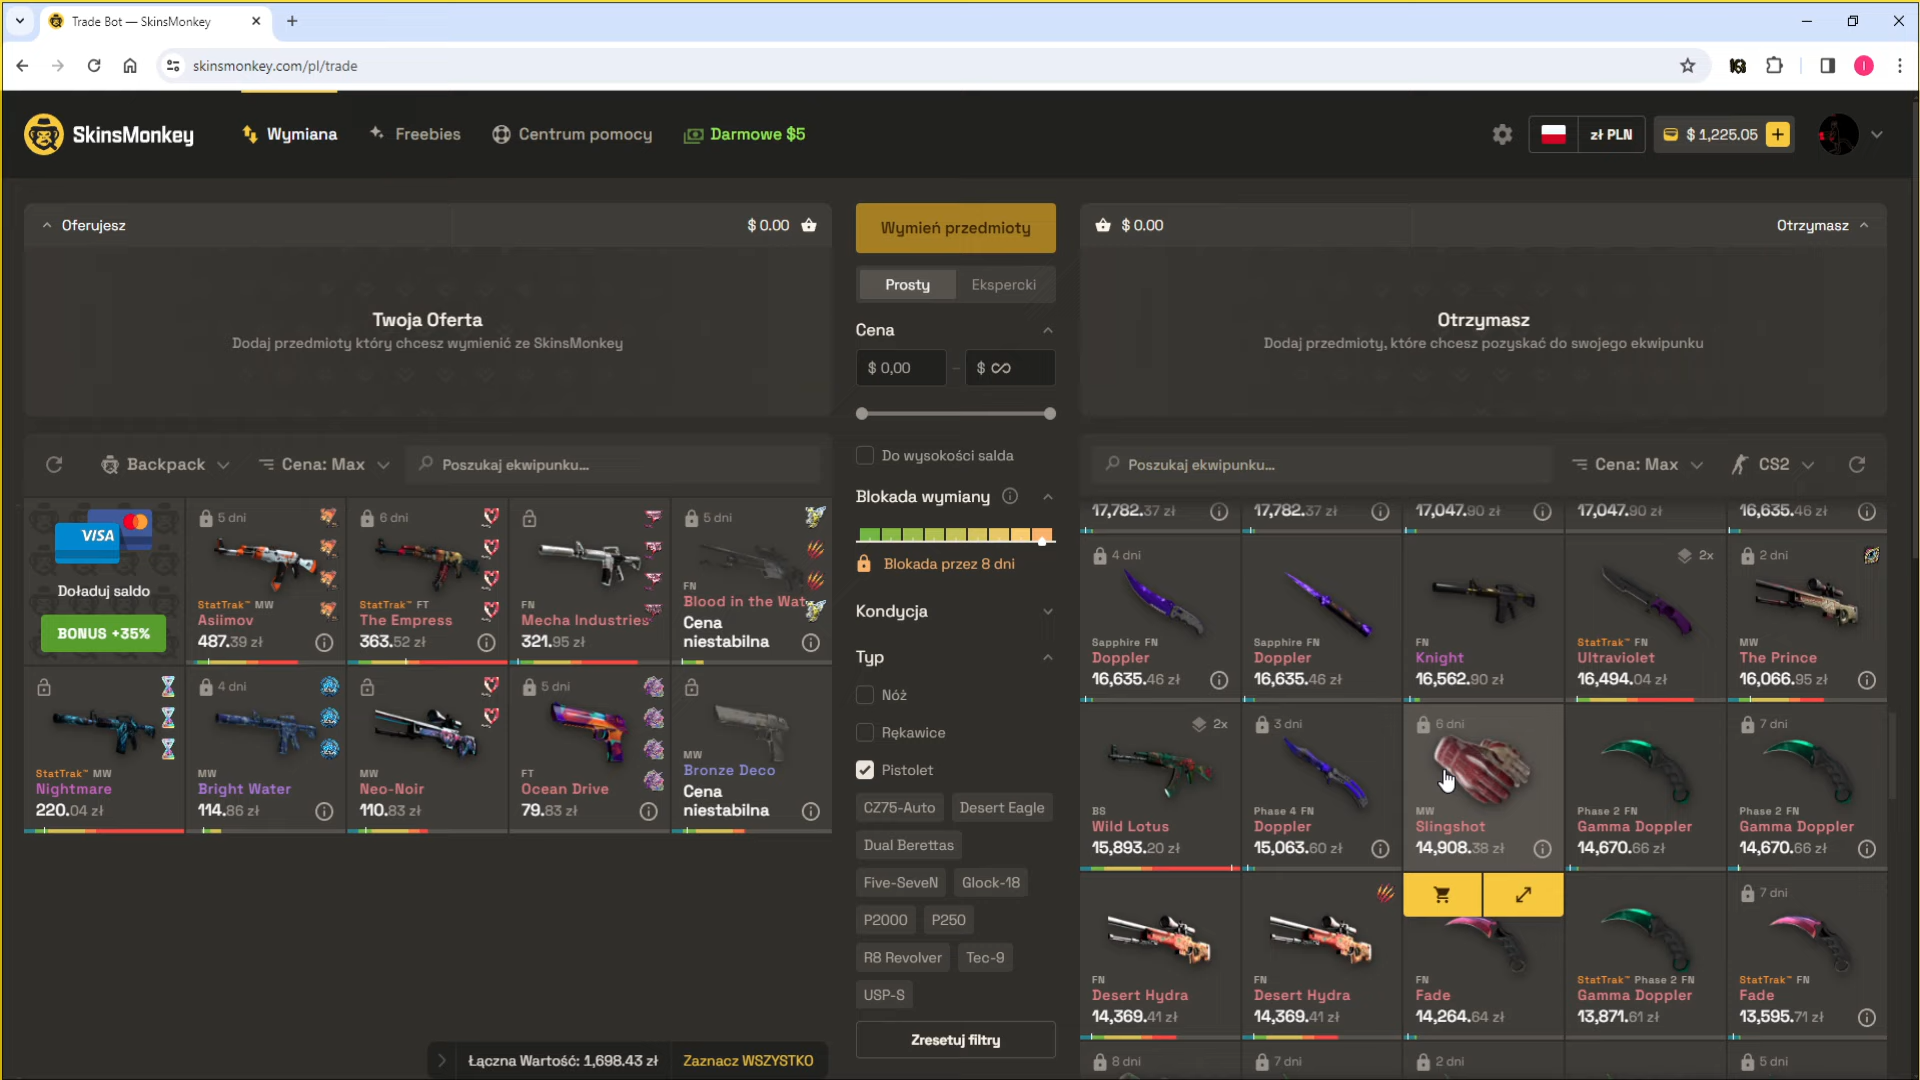 Trade Bot — SkinsMonkey
skinsmonkey.com/pl/trade
I
SkinsMonkey
Wymiana
Freebies
Centrum pomocy
Darmowe $5
zł PLN
$ 1,225.05
Oferujesz
$ 0.00
Twoja Oferta
Dodaj przedmioty który chcesz wymienić ze SkinsMonkey
Wymień przedmioty
Prosty
Ekspercki
Cena
$ 0,00
–
$ ∞
Do wysokości salda
Blokada wymiany
Blokada przez 8 dni
Kondycja
Typ
Nóż
Rękawice
Pistolet
CZ75-Auto
Desert Eagle
Dual Berettas
Five-SeveN
Glock-18
P2000
P250
R8 Revolver
Tec-9
USP-S
Zresetuj filtry
$ 0.00
Otrzymasz
Otrzymasz
Dodaj przedmioty, które chcesz pozyskać do swojego ekwipunku
Backpack
Cena: Max
Poszukaj ekwipunku...
VISA
Doładuj saldo
BONUS +35%
5 dni
StatTrak™ MW
Asiimov
487.39 zł
6 dni
StatTrak™ FT
The Empress
363.52 zł
FN
Mecha Industries
321.95 zł
5 dni
FN
Blood in the Wat
Cena
niestabilna
StatTrak™ MW
Nightmare
220.04 zł
4 dni
MW
Bright Water
114.86 zł
MW
Neo-Noir
110.83 zł
5 dni
FT
Ocean Drive
79.83 zł
MW
Bronze Deco
Cena
niestabilna
Łączna Wartość: 1,698.43 zł
Zaznacz WSZYSTKO
Poszukaj ekwipunku...
Cena: Max
CS2
17,782.37 zł
17,782.37 zł
17,047.90 zł
17,047.90 zł
16,635.46 zł
4 dni
Sapphire FN
Doppler
16,635.46 zł
Sapphire FN
Doppler
16,635.46 zł
FN
Knight
16,562.90 zł
2x
StatTrak™ FN
Ultraviolet
16,494.04 zł
2 dni
MW
The Prince
16,066.95 zł
2x
BS
Wild Lotus
15,893.20 zł
3 dni
Phase 4 FN
Doppler
15,063.60 zł
6 dni
MW
Slingshot
14,908.38 zł
Phase 2 FN
Gamma Doppler
14,670.66 zł
7 dni
Phase 2 FN
Gamma Doppler
14,670.66 zł
FN
Desert Hydra
14,369.41 zł
FN
Desert Hydra
14,369.41 zł
FN
Fade
14,264.64 zł
StatTrak™ Phase 2 FN
Gamma Doppler
13,871.61 zł
7 dni
StatTrak™ FN
Fade
13,595.71 zł
8 dni
7 dni
2 dni
5 dni